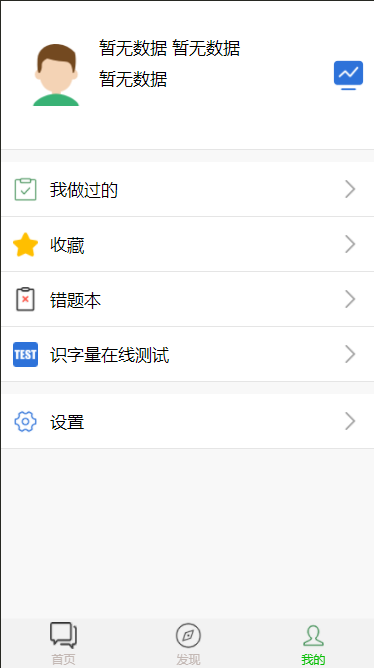 暂无数据 暂无数据
暂无数据
我做过的
收藏
错题本
TEST 识字量在线测试
设置
首页 发现 我的